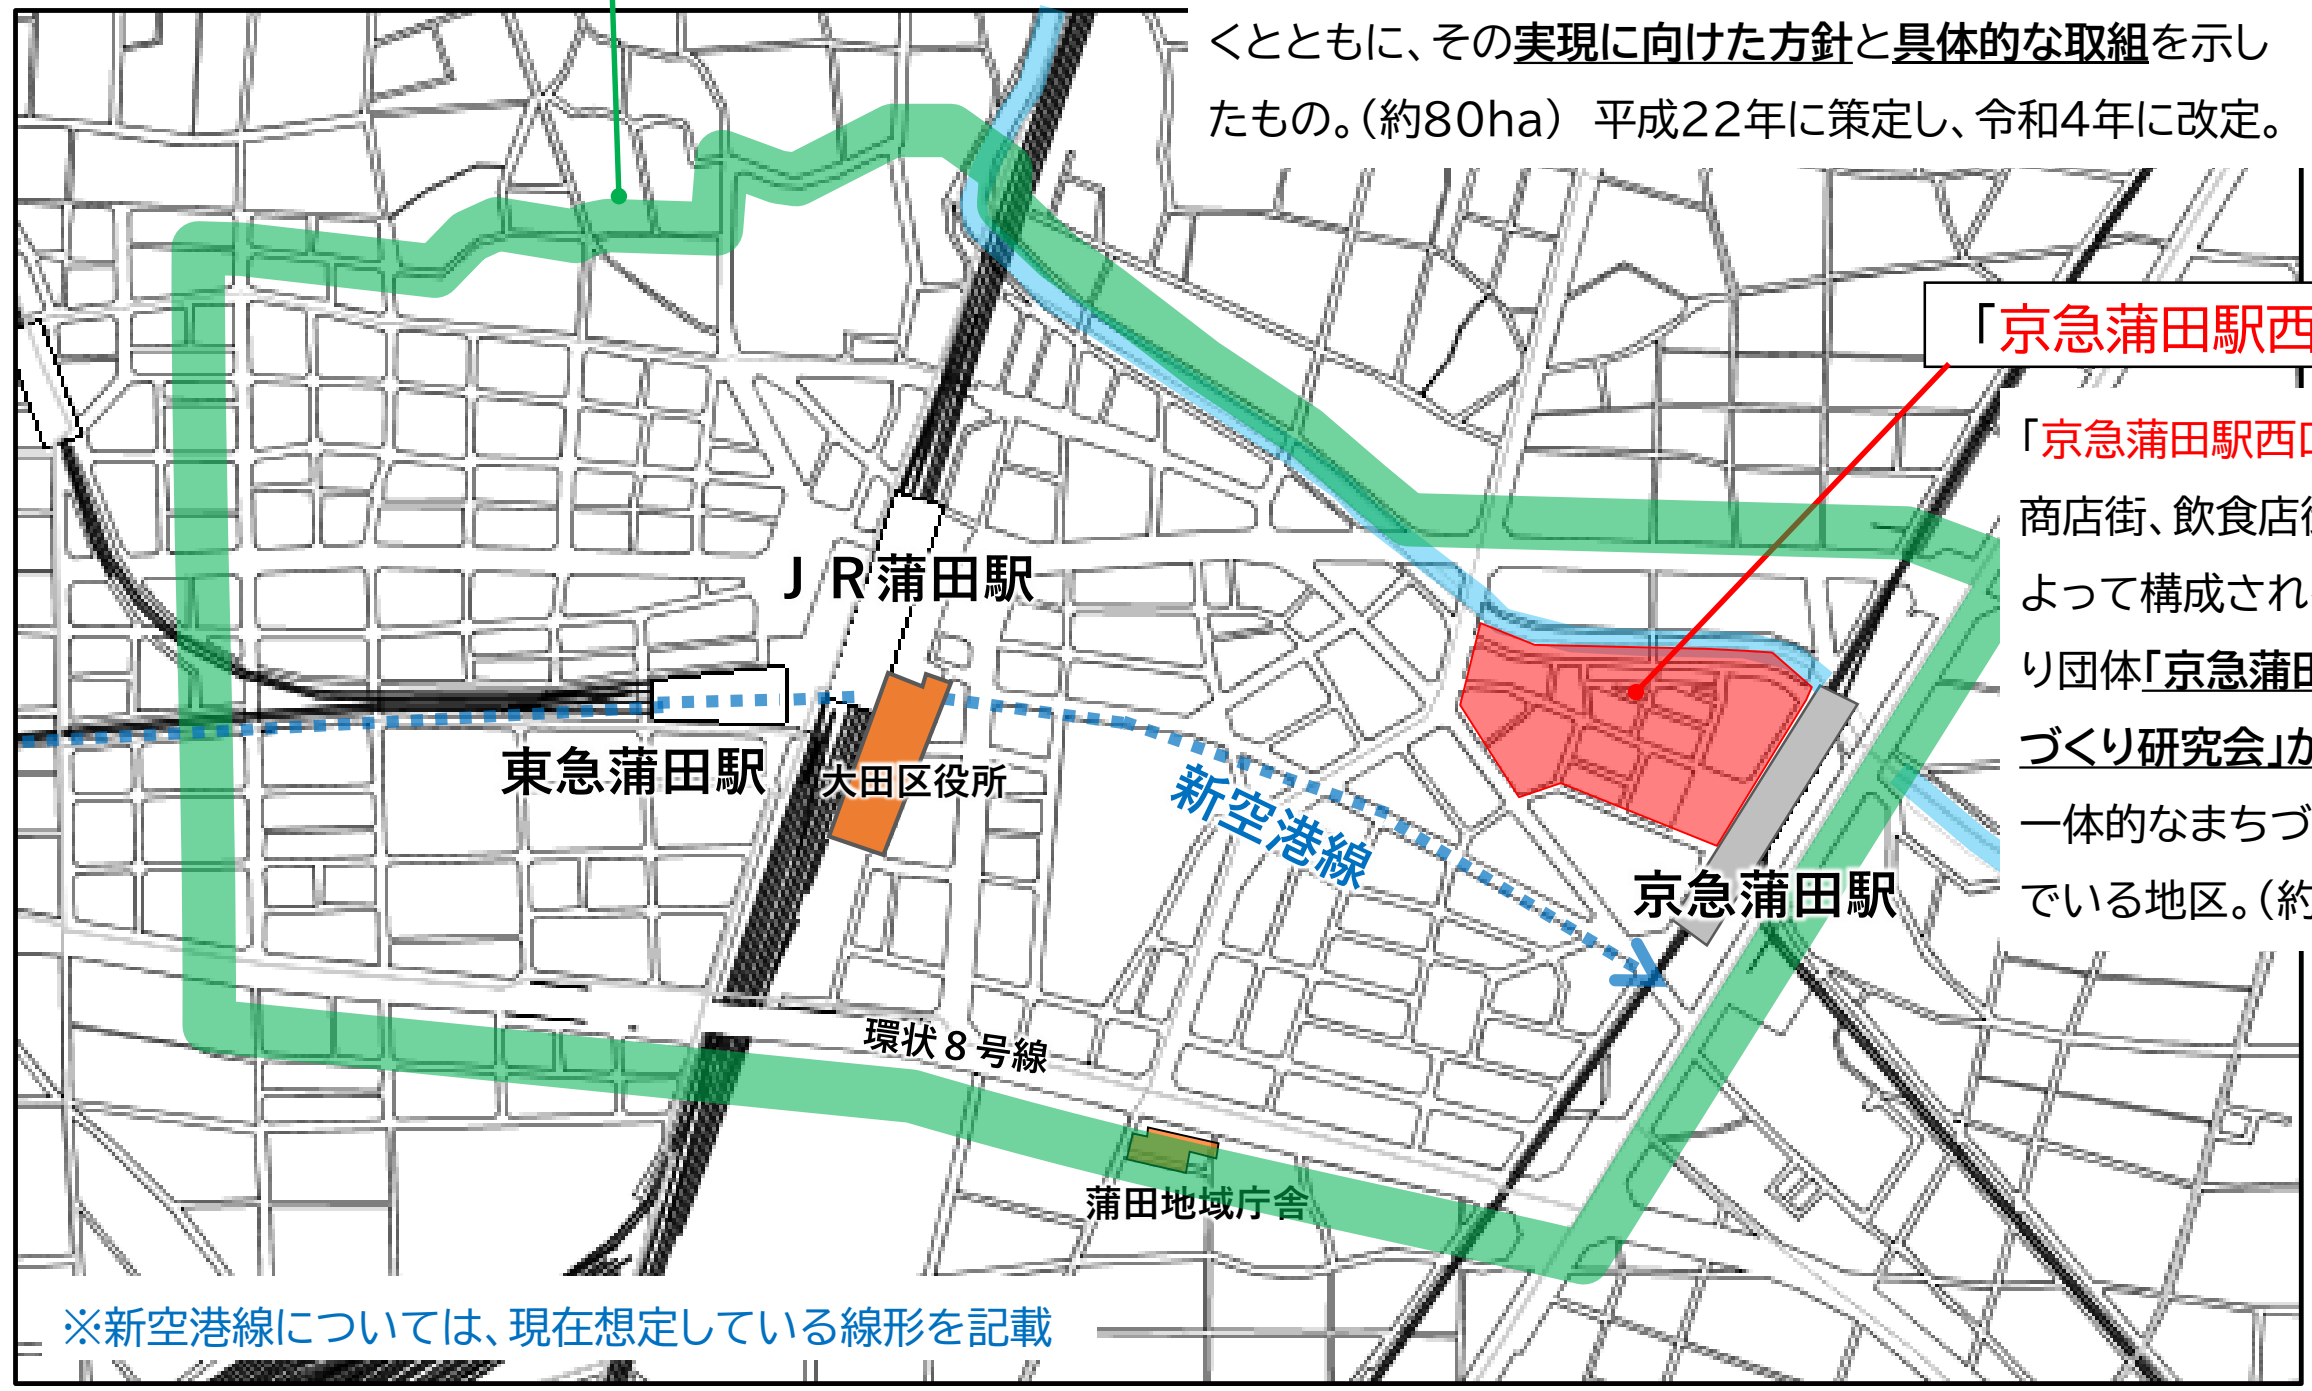 くとともに、その実現に向けた方針と具体的な取組を示し
たもの。（約80ha） 平成22年に策定し、令和4年に改定。
「京急蒲田駅西
「京急蒲田駅西口
商店街、飲食店街
よって構成され
り団体「京急蒲田
づくり研究会」が
一体的なまちづ
でいる地区。（約
ＪＲ蒲田駅
東急蒲田駅
大田区役所
新空港線
京急蒲田駅
環状８号線
蒲田地域庁舎
※新空港線については、現在想定している線形を記載